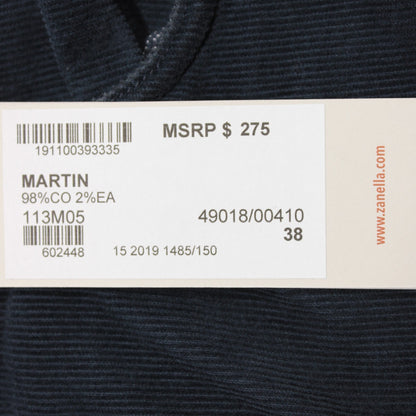 MSRP $ 275
191100393335
MARTIN
98%CO 2%EA
113M05 49018/00410
38
602448 15 2019 1485/150
www.zanella.com